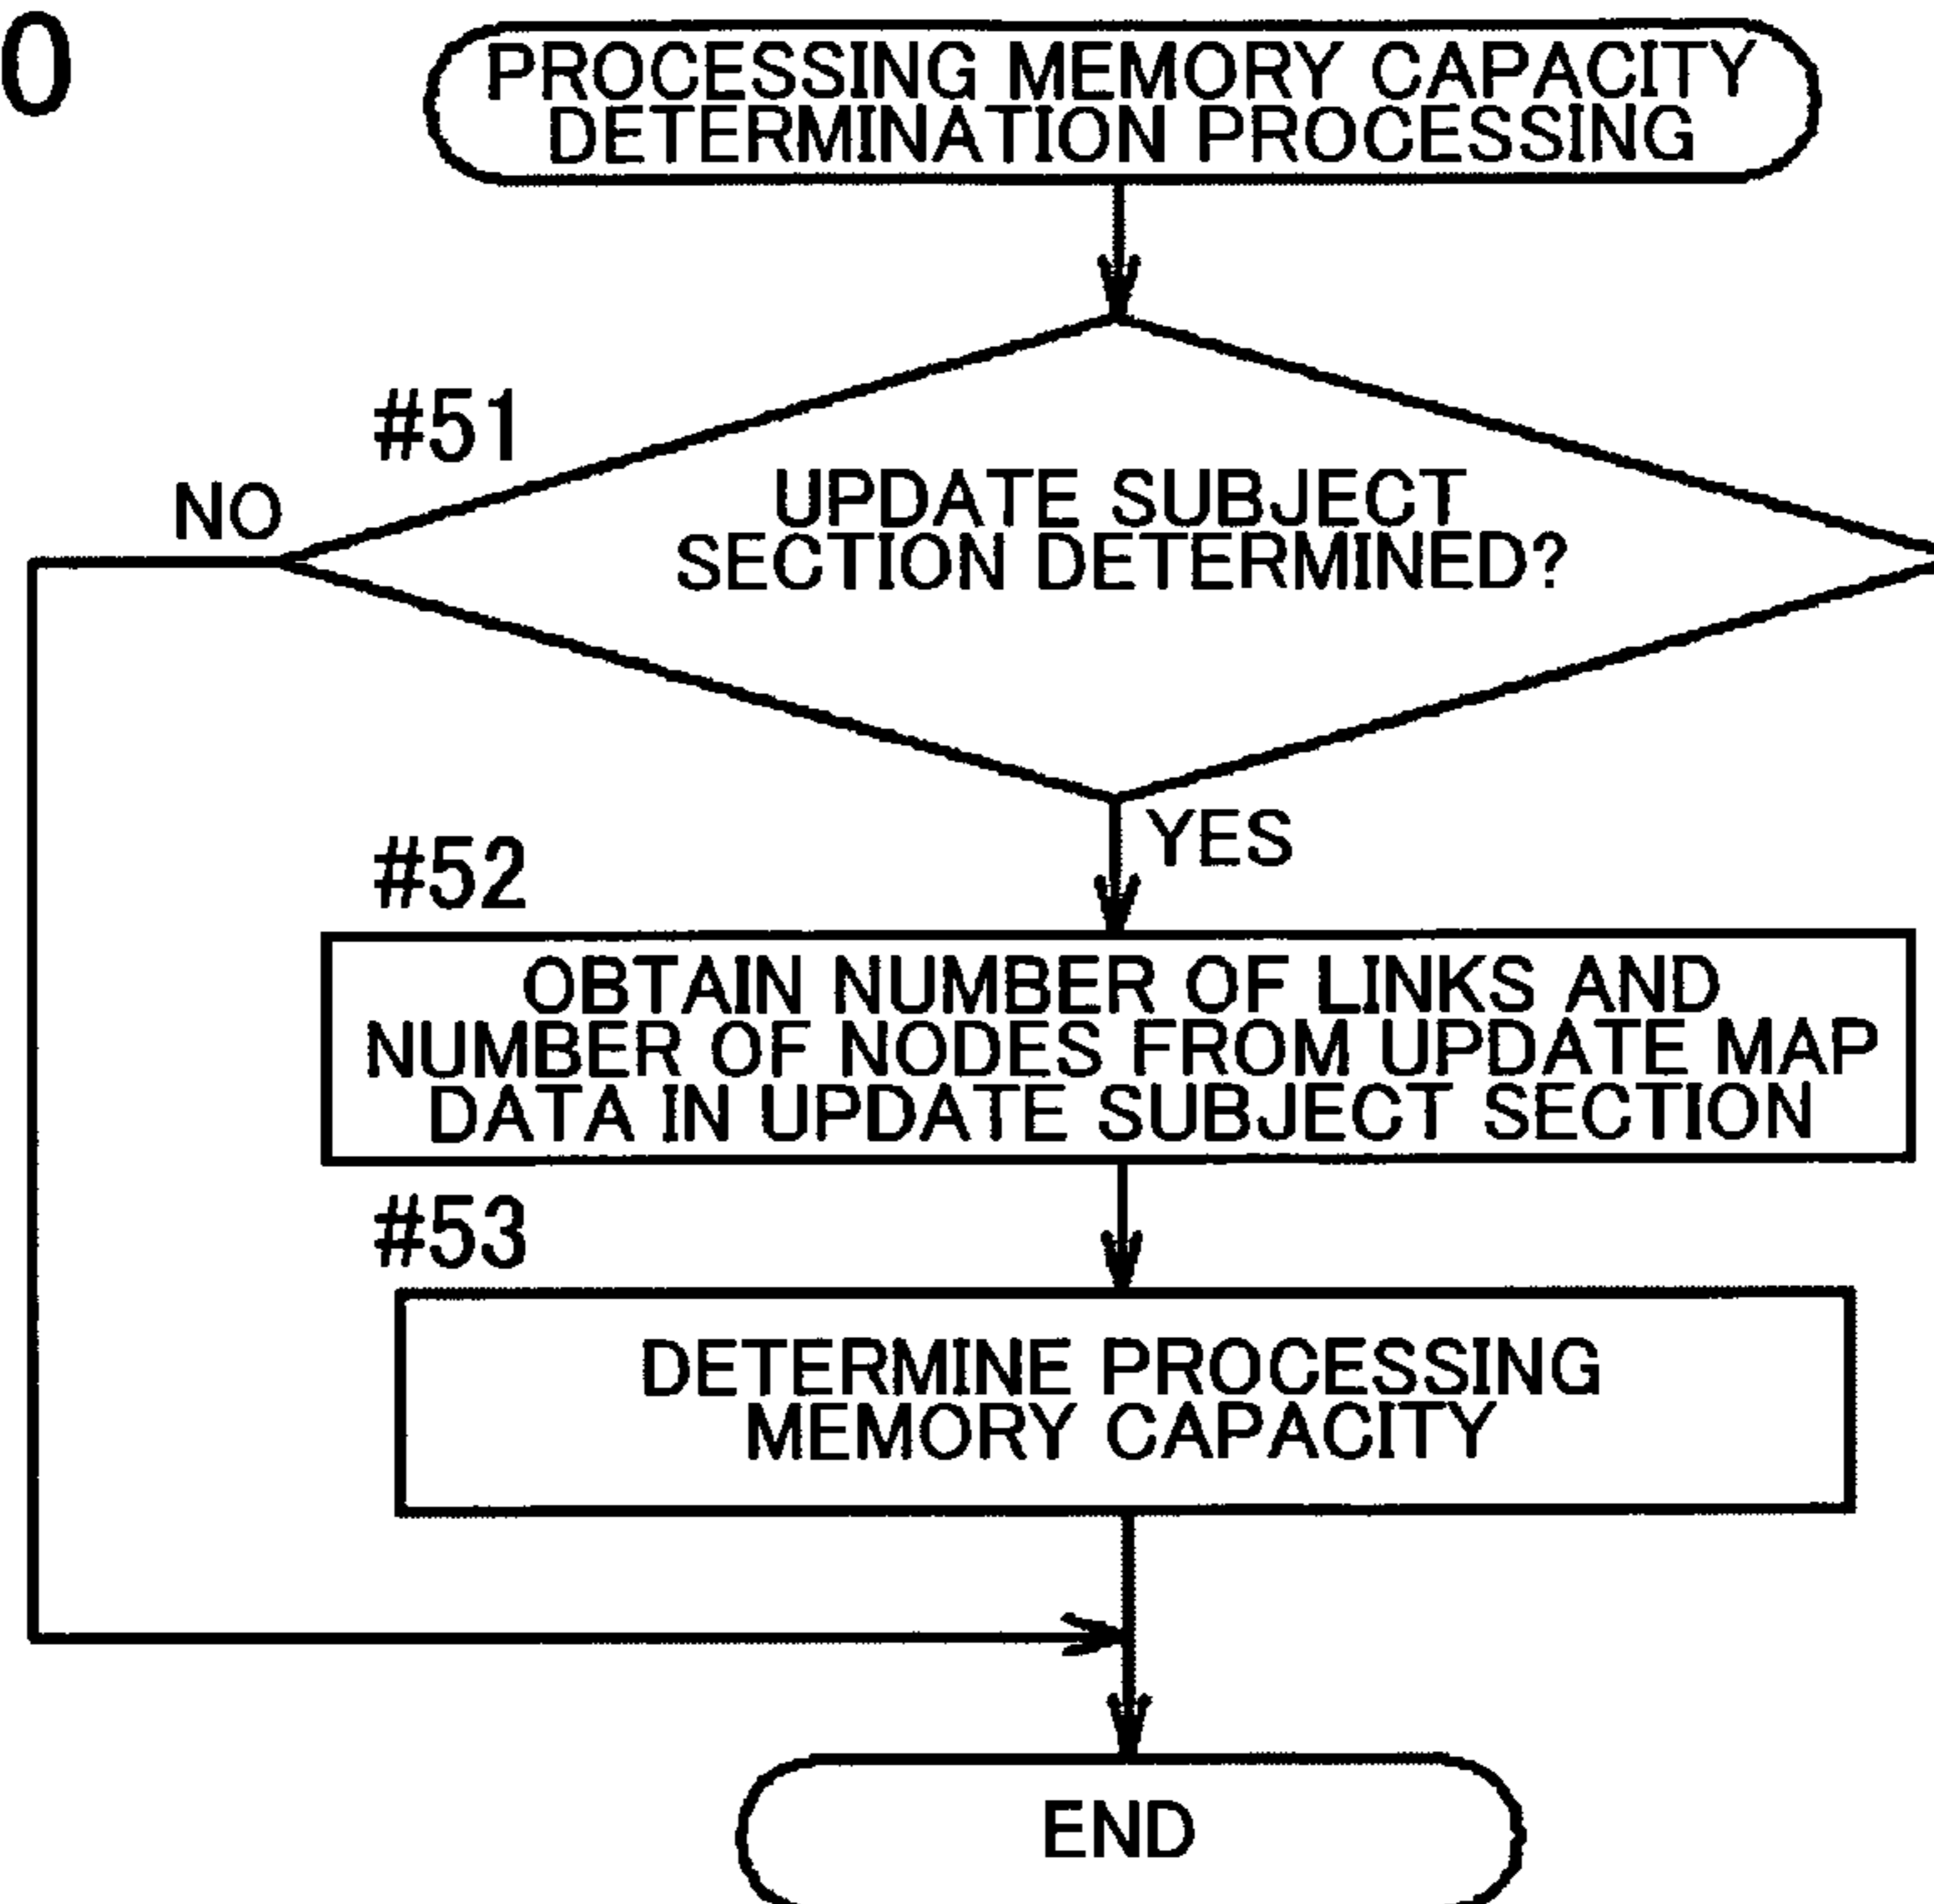 0
PROCESSING MEMORY CAPACITY
DETERMINATION PROCESSING
#51
NO
UPDATE SUBJECT
SECTION DETERMINED?
YES
#52
OBTAIN NUMBER OF LINKS AND
NUMBER OF NODES FROM UPDATE MAP
DATA IN UPDATE SUBJECT SECTION
#53
DETERMINE PROCESSING
MEMORY CAPACITY
END